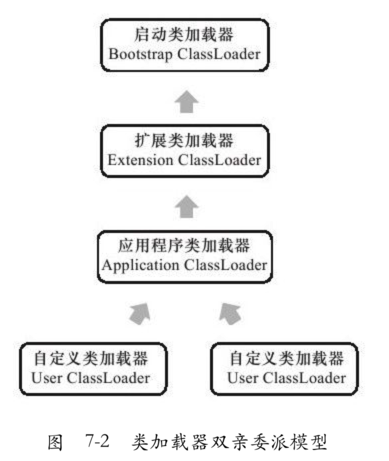 启动类加载器
Bootstrap ClassLoader
扩展类加载器
Extension ClassLoader
应用程序类加载器
Application ClassLoader
自定义类加载器
User ClassLoader
自定义类加载器
User ClassLoader
图 7-2 类加载器双亲委派模型